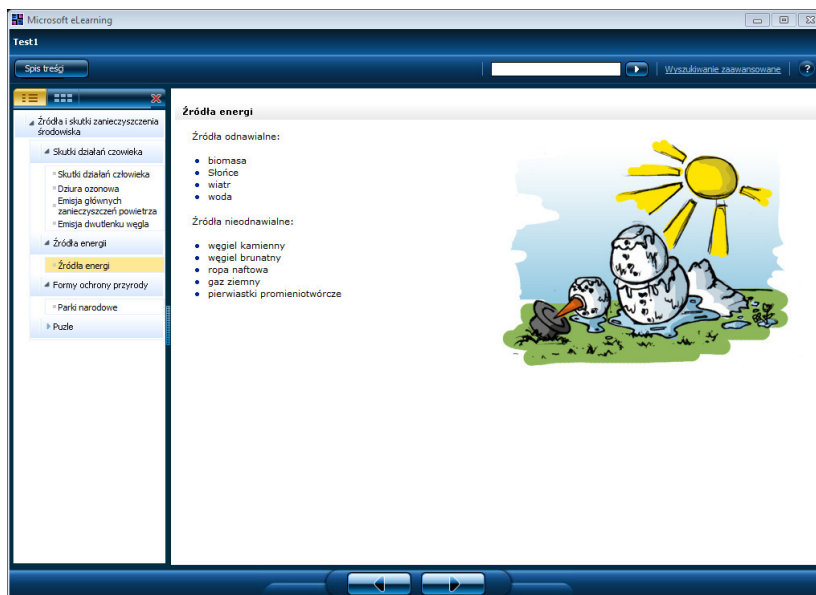 Microsoft eLearning
Test1
Spis treści
Wyszukiwanie zaawansowane
?
Źródła i skutki zanieczyszczenia
środowiska
Skutki działań czowieka
Skutki działań człowieka
Dziura ozonowa
Emisja głównych
zanieczyszczeń powietrza
Emisja dwutlenku węgla
Źródła energii
Źródła energi
Formy ochrony przyrody
Parki narodowe
Puzle
Źródła energi
Źródła odnawialne:
biomasa
Słońce
wiatr
woda
Źródła nieodnawialne:
węgiel kamienny
węgiel brunatny
ropa naftowa
gaz ziemny
pierwiastki promieniotwórcze